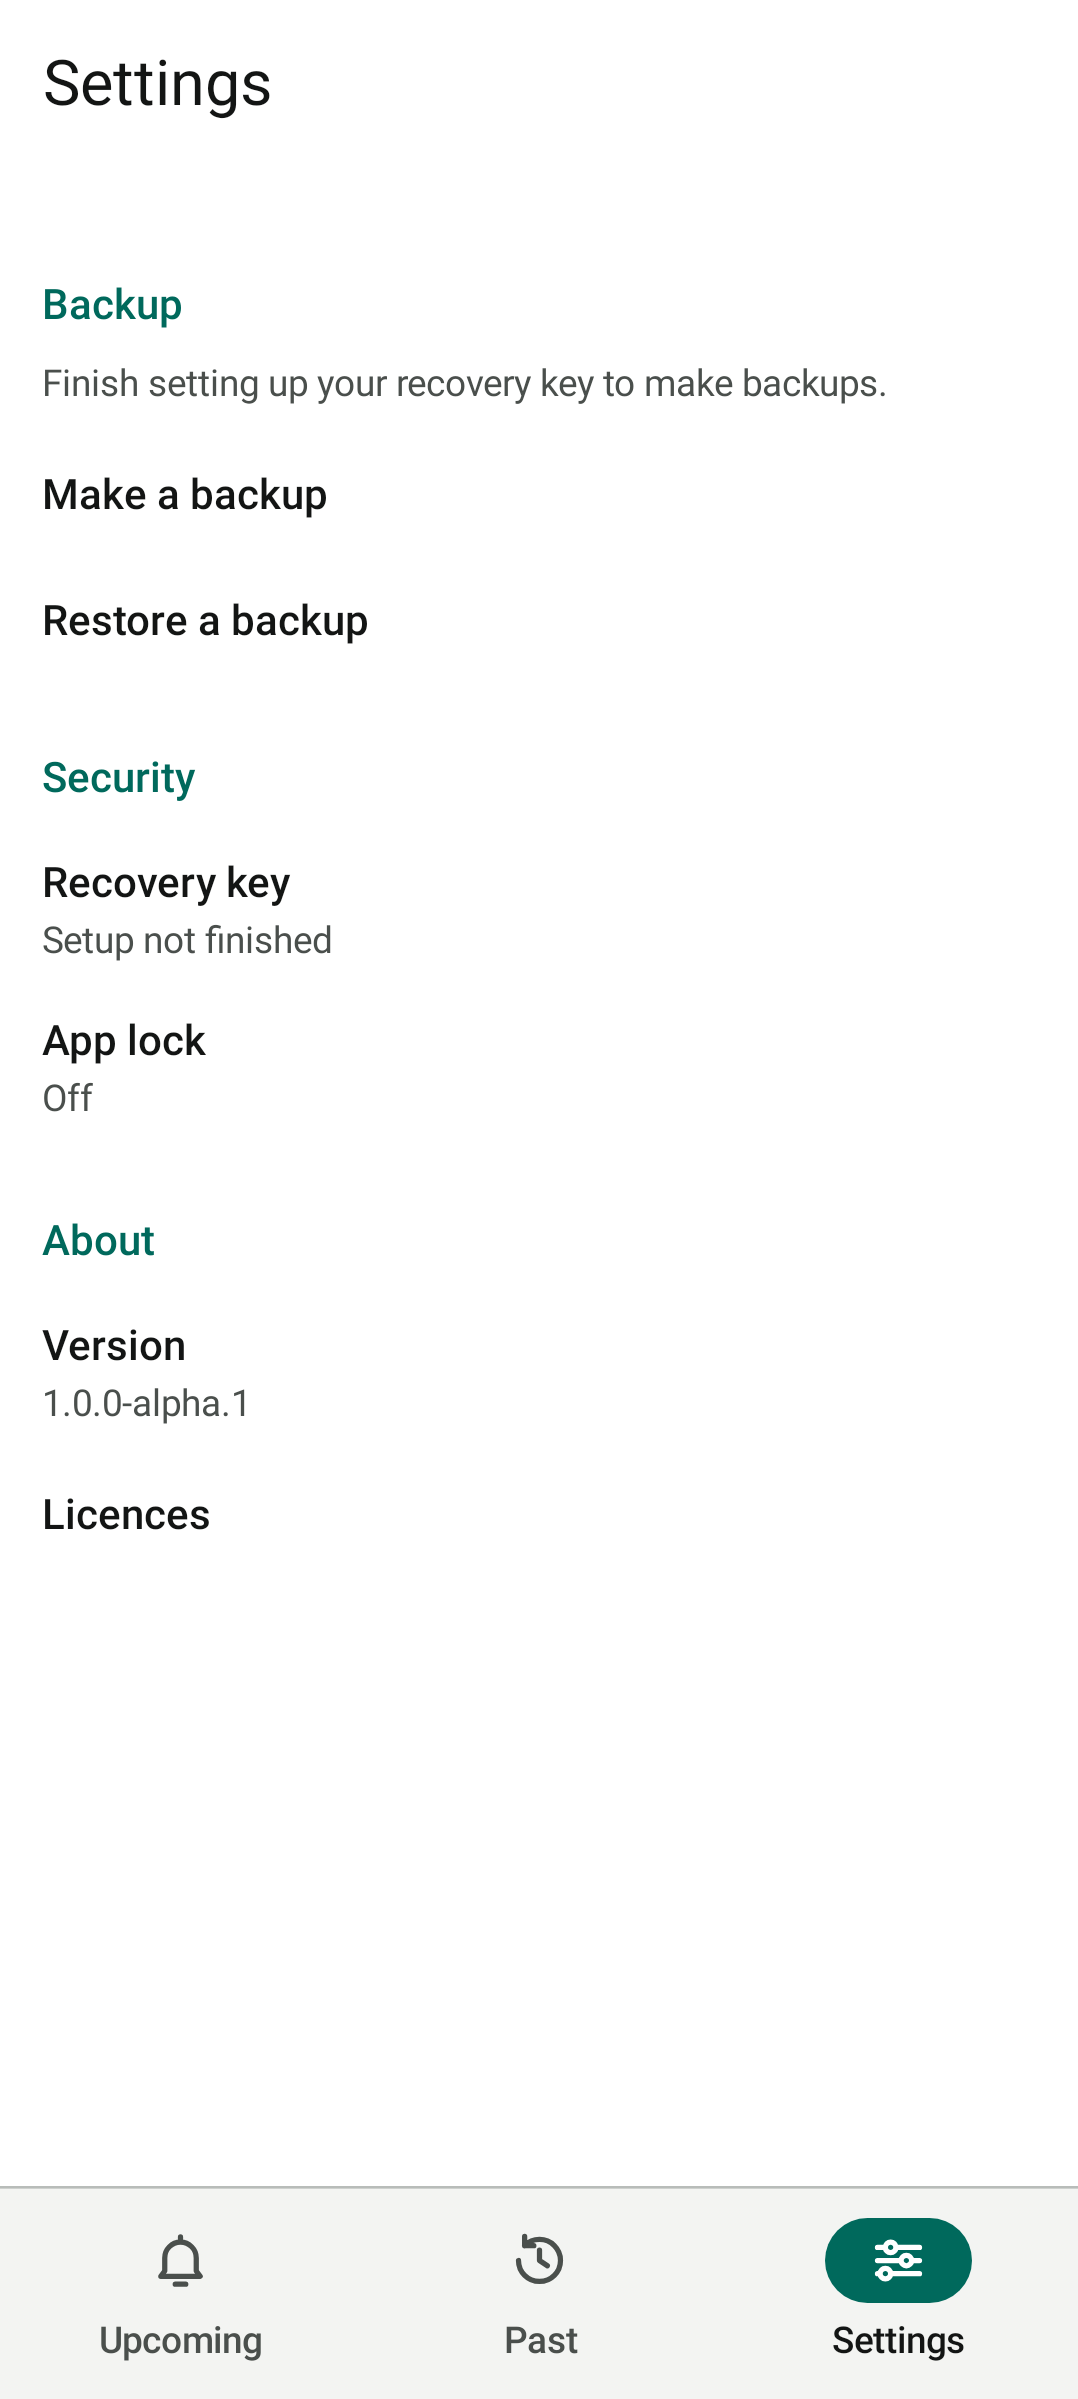 Settings
Backup
Finish setting up your recovery key to make backups.
Make a backup
Restore a backup
Security
Recovery key
Setup not finished
App lock
Off
About
Version
1.0.0-alpha.1
Licences
Upcoming
Past
Settings